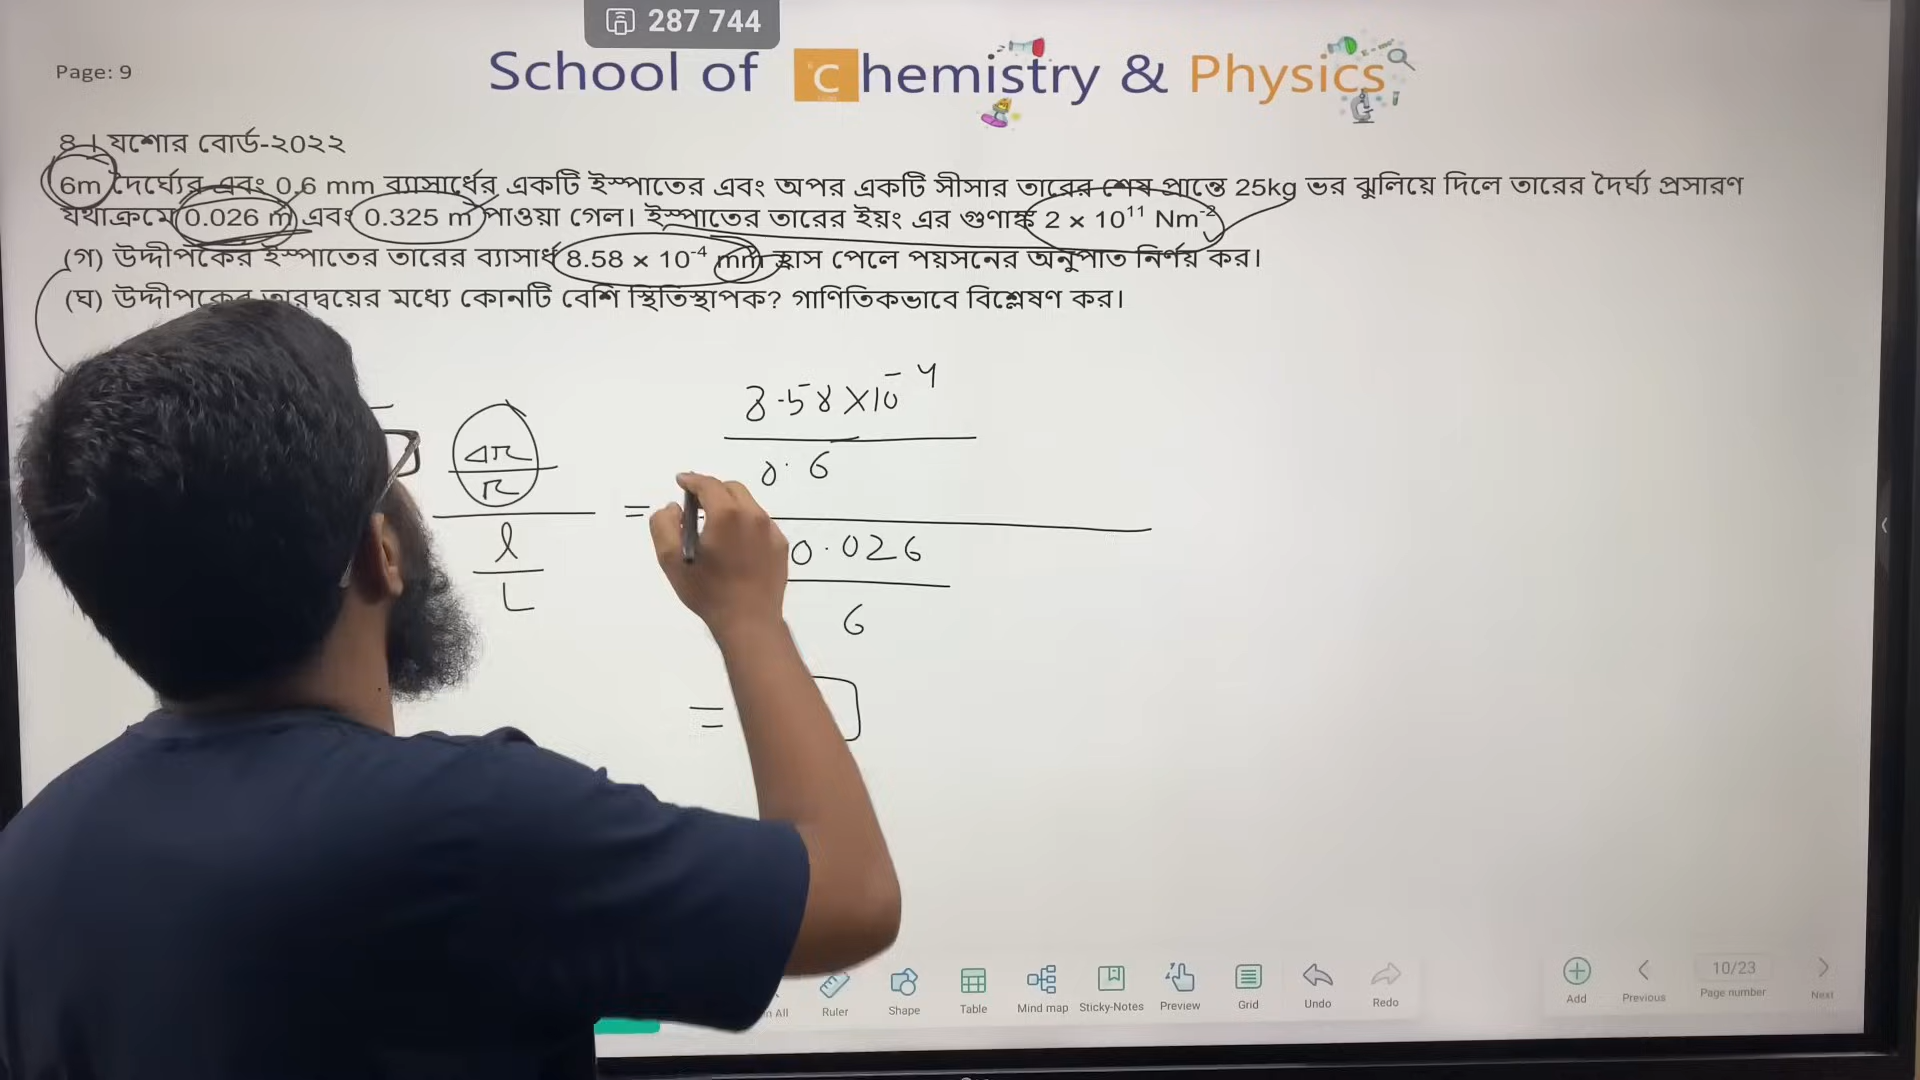 287 744
Page: 9
School of Chemistry & Physics
8। যশোর বোর্ড-২০২২
6m দৈর্ঘ্যের এবং 0.6 mm ব্যাসার্ধের একটি ইস্পাতের এবং অপর একটি সীসার তারের শেষ প্রান্তে 25kg ভর ঝুলিয়ে দিলে তারের দৈর্ঘ্য প্রসারণ
যথাক্রমে 0.026 m এবং 0.325 m পাওয়া গেল। ইস্পাতের তারের ইয়ং এর গুণাঙ্ক 2 × 10¹¹ Nm⁻²
(গ) উদ্দীপকের ইস্পাতের তারের ব্যাসার্ধ 8.58 × 10⁻⁴ mm হ্রাস পেলে পয়সনের অনুপাত নির্ণয় কর।
(ঘ) উদ্দীপকের তারদ্বয়ের মধ্যে কোনটি বেশি স্থিতিস্থাপক? গাণিতিকভাবে বিশ্লেষণ কর।
8.58 × 10⁻⁴
Δr
r
0.6
=
l
L
0.026
6
=
Ruler
Shape
Table
Mind map
Sticky-Notes
Preview
Grid
Undo
Redo
Add
Previous
10/23
Page number
Next